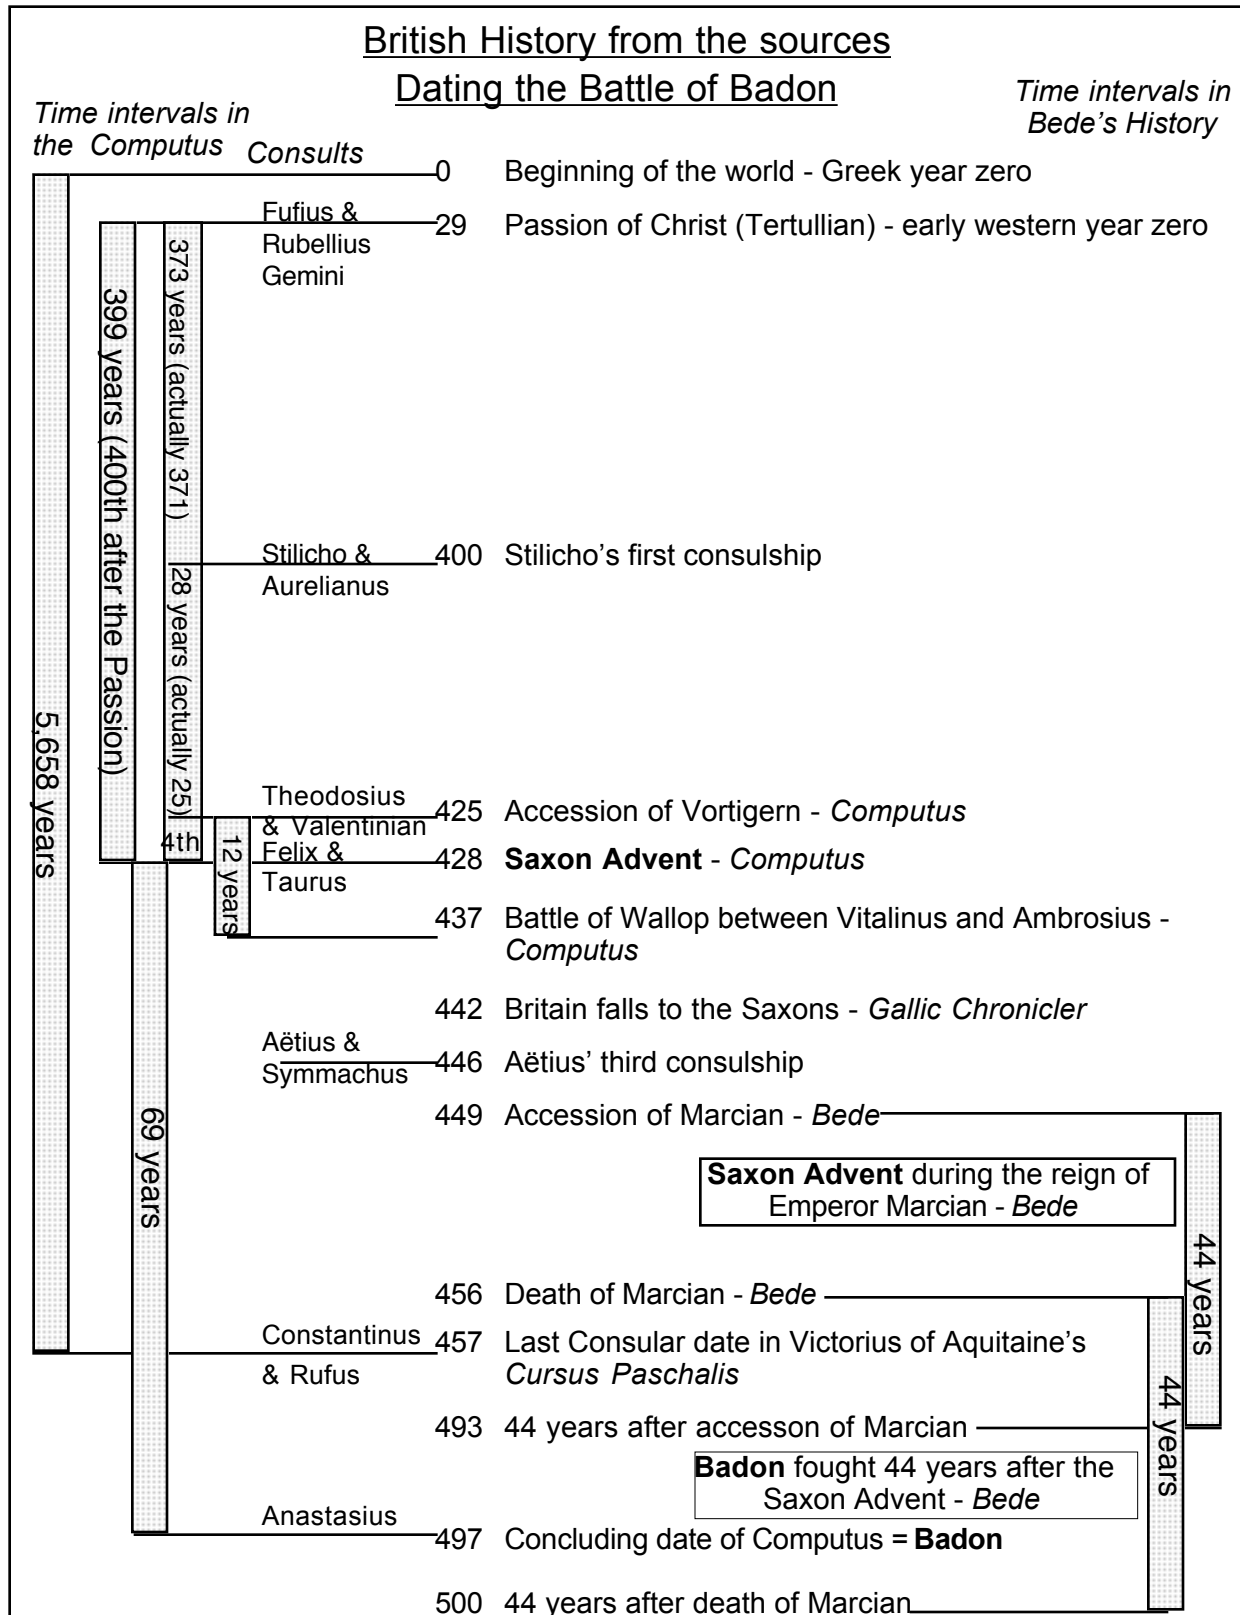 British History from the sources
Dating the Battle of Badon
Time intervals in
the Computus
Time intervals in
Bede's History
Consults
0 Beginning of the world - Greek year zero
Fufius &
Rubellius
Gemini
29 Passion of Christ (Tertullian) - early western year zero
373 years (actually 371)
399 years (400th after the Passion)
Stilicho &
Aurelianus
400 Stilicho's first consulship
28 years (actually 25)
5,658 years
Theodosius
& Valentinian
425 Accession of Vortigern - Computus
4th
12 years
Felix &
Taurus
428 Saxon Advent - Computus
437 Battle of Wallop between Vitalinus and Ambrosius -
Computus
442 Britain falls to the Saxons - Gallic Chronicler
Aëtius &
Symmachus
446 Aëtius' third consulship
449 Accession of Marcian - Bede
69 years
Saxon Advent during the reign of
Emperor Marcian - Bede
44 years
456 Death of Marcian - Bede
Constantinus
& Rufus
457 Last Consular date in Victorius of Aquitaine's
Cursus Paschalis
44 years
493 44 years after accesson of Marcian
Badon fought 44 years after the
Saxon Advent - Bede
Anastasius
497 Concluding date of Computus = Badon
500 44 years after death of Marcian